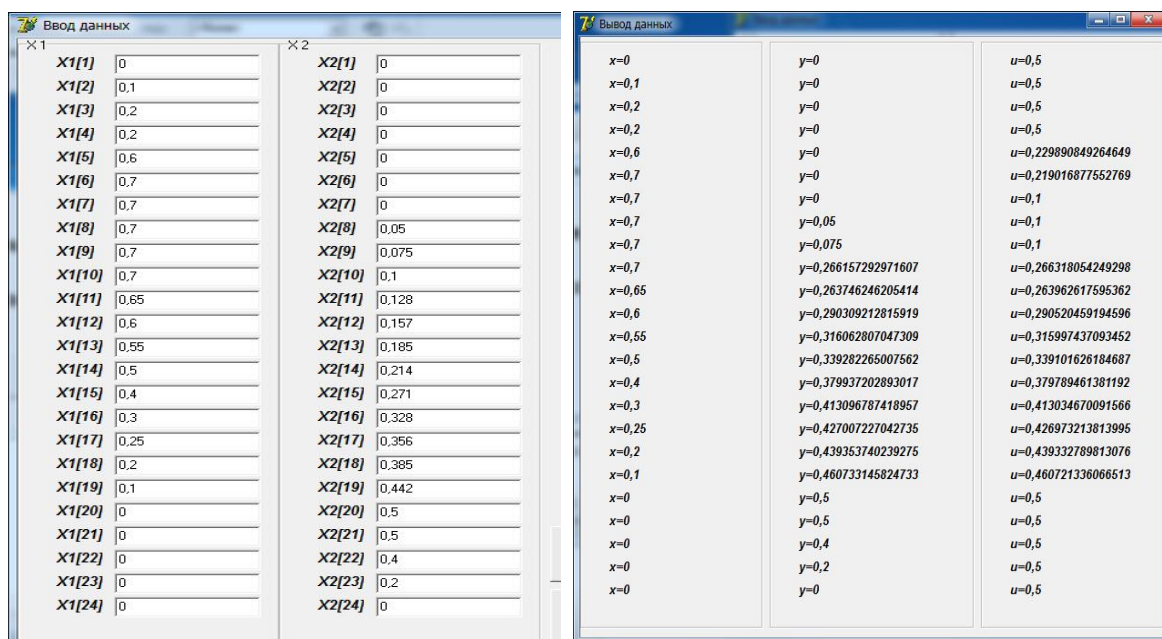 Ввод данных
X1
X2
X1[1] 0 X2[1] 0
X1[2] 0,1 X2[2] 0
X1[3] 0,2 X2[3] 0
X1[4] 0,2 X2[4] 0
X1[5] 0,6 X2[5] 0
X1[6] 0,7 X2[6] 0
X1[7] 0,7 X2[7] 0
X1[8] 0,7 X2[8] 0,05
X1[9] 0,7 X2[9] 0,075
X1[10] 0,7 X2[10] 0,1
X1[11] 0,65 X2[11] 0,128
X1[12] 0,6 X2[12] 0,157
X1[13] 0,55 X2[13] 0,185
X1[14] 0,5 X2[14] 0,214
X1[15] 0,4 X2[15] 0,271
X1[16] 0,3 X2[16] 0,328
X1[17] 0,25 X2[17] 0,356
X1[18] 0,2 X2[18] 0,385
X1[19] 0,1 X2[19] 0,442
X1[20] 0 X2[20] 0,5
X1[21] 0 X2[21] 0,5
X1[22] 0 X2[22] 0,4
X1[23] 0 X2[23] 0,2
X1[24] 0 X2[24] 0
Вывод данных
x=0 y=0 u=0,5
x=0,1 y=0 u=0,5
x=0,2 y=0 u=0,5
x=0,2 y=0 u=0,5
x=0,6 y=0 u=0,229890849264649
x=0,7 y=0 u=0,219016877552769
x=0,7 y=0 u=0,1
x=0,7 y=0,05 u=0,1
x=0,7 y=0,075 u=0,1
x=0,7 y=0,266157292971607 u=0,266318054249298
x=0,65 y=0,263746246205414 u=0,263962617595362
x=0,6 y=0,290309212815919 u=0,290520459194596
x=0,55 y=0,316062807047309 u=0,315997437093452
x=0,5 y=0,339282265007562 u=0,339101626184687
x=0,4 y=0,379937202893017 u=0,379789461381192
x=0,3 y=0,413096787418957 u=0,413034670091566
x=0,25 y=0,427007227042735 u=0,426973213813995
x=0,2 y=0,439353740239275 u=0,439332789813076
x=0,1 y=0,460733145824733 u=0,460721336066513
x=0 y=0,5 u=0,5
x=0 y=0,5 u=0,5
x=0 y=0,4 u=0,5
x=0 y=0,2 u=0,5
x=0 y=0 u=0,5